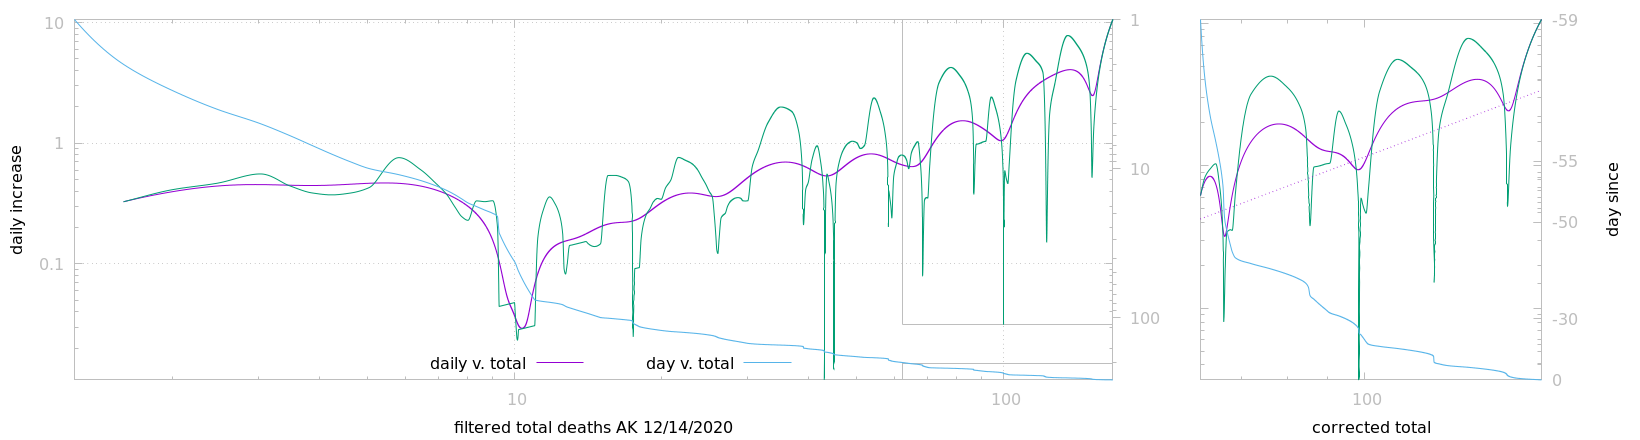 10
1
0.1
daily increase
1
10
100
-59
-55
-50
-30
0
day since
daily v. total
day v. total
10
100
100
filtered total deaths AK 12/14/2020
corrected total